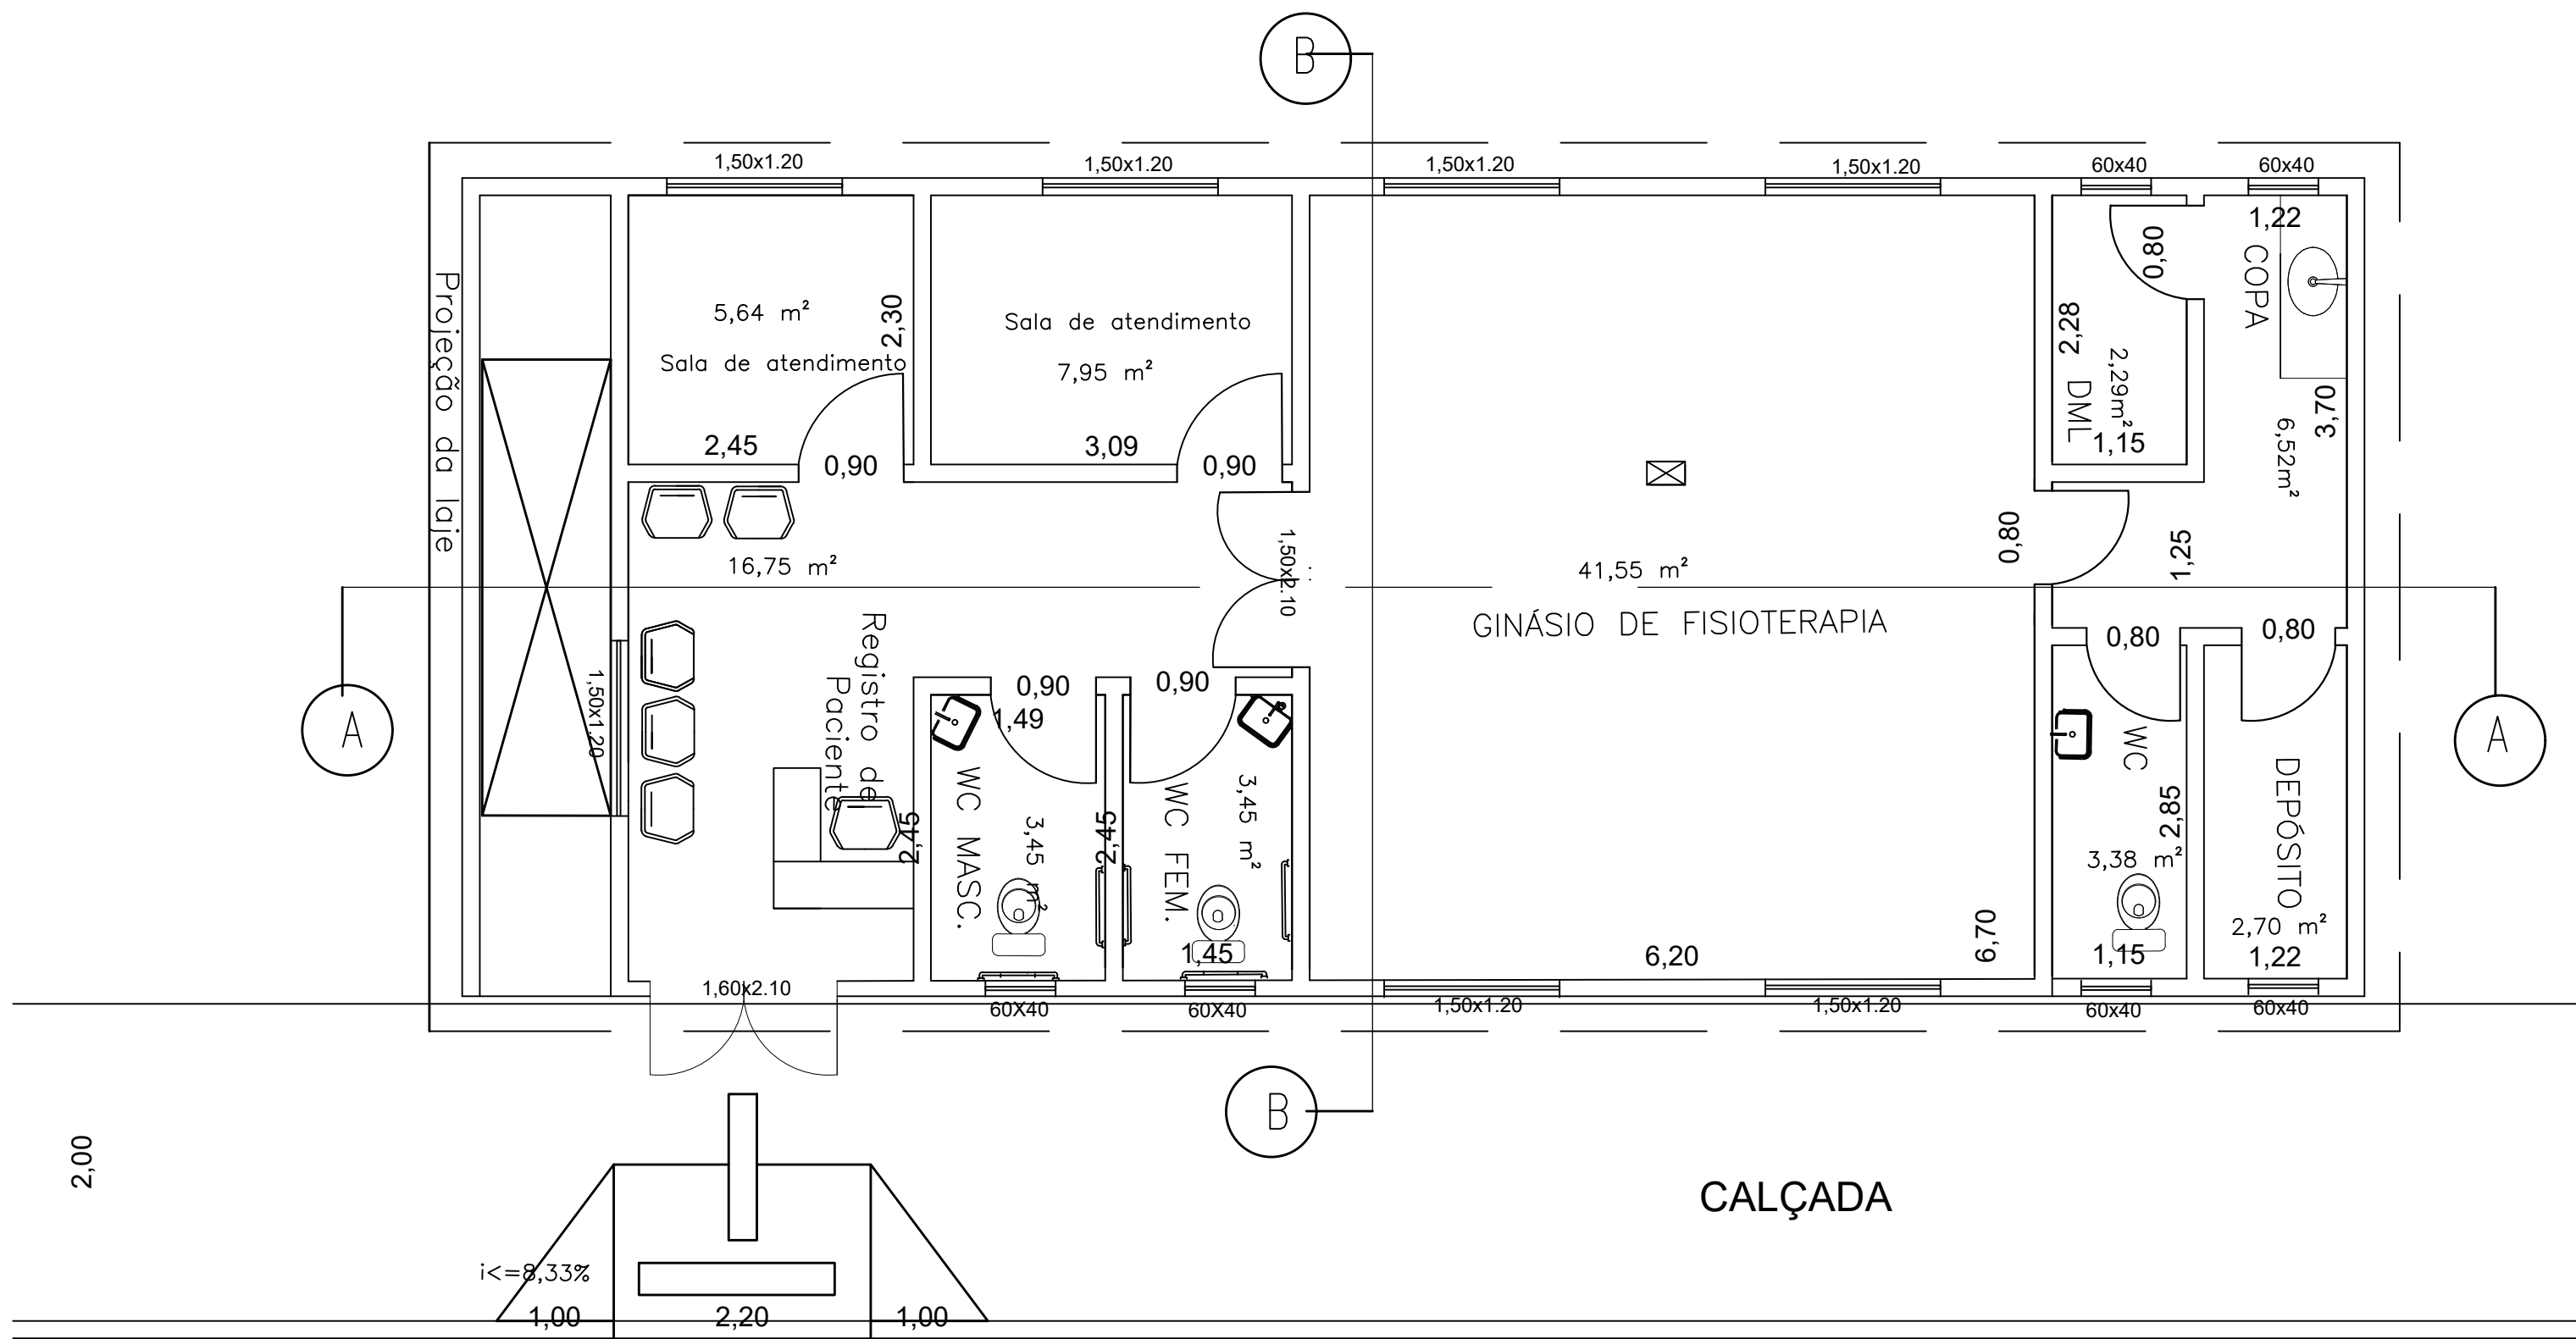 B
1,50x1.20
1,50x1.20
1,50x1.20
1,50x1.20
60x40
60x40
Projeção da laje
5,64 m²
Sala de atendimento
2,30
2,45
0,90
Sala de atendimento
7,95 m²
3,09
0,90
0,80
1,22
COPA
2,28
2,29m²
DML
1,15
3,70
6,52m²
16,75 m²
1,50x2.10
41,55 m²
GINÁSIO DE FISIOTERAPIA
0,80
1,25
0,80
0,80
A
1,50x1.20
Registro de
Paciente
0,90
1,49
0,90
2,45
WC MASC.
3,45 m²
2,45
WC FEM.
3,45 m²
1,45
6,20
6,70
WC
2,85
3,38 m²
1,15
DEPÓSITO
2,70 m²
1,22
A
1,60x2.10
60X40
60X40
1,50x1.20
1,50x1.20
60x40
60x40
B
2,00
CALÇADA
i<=8,33%
1,00
2,20
1,00